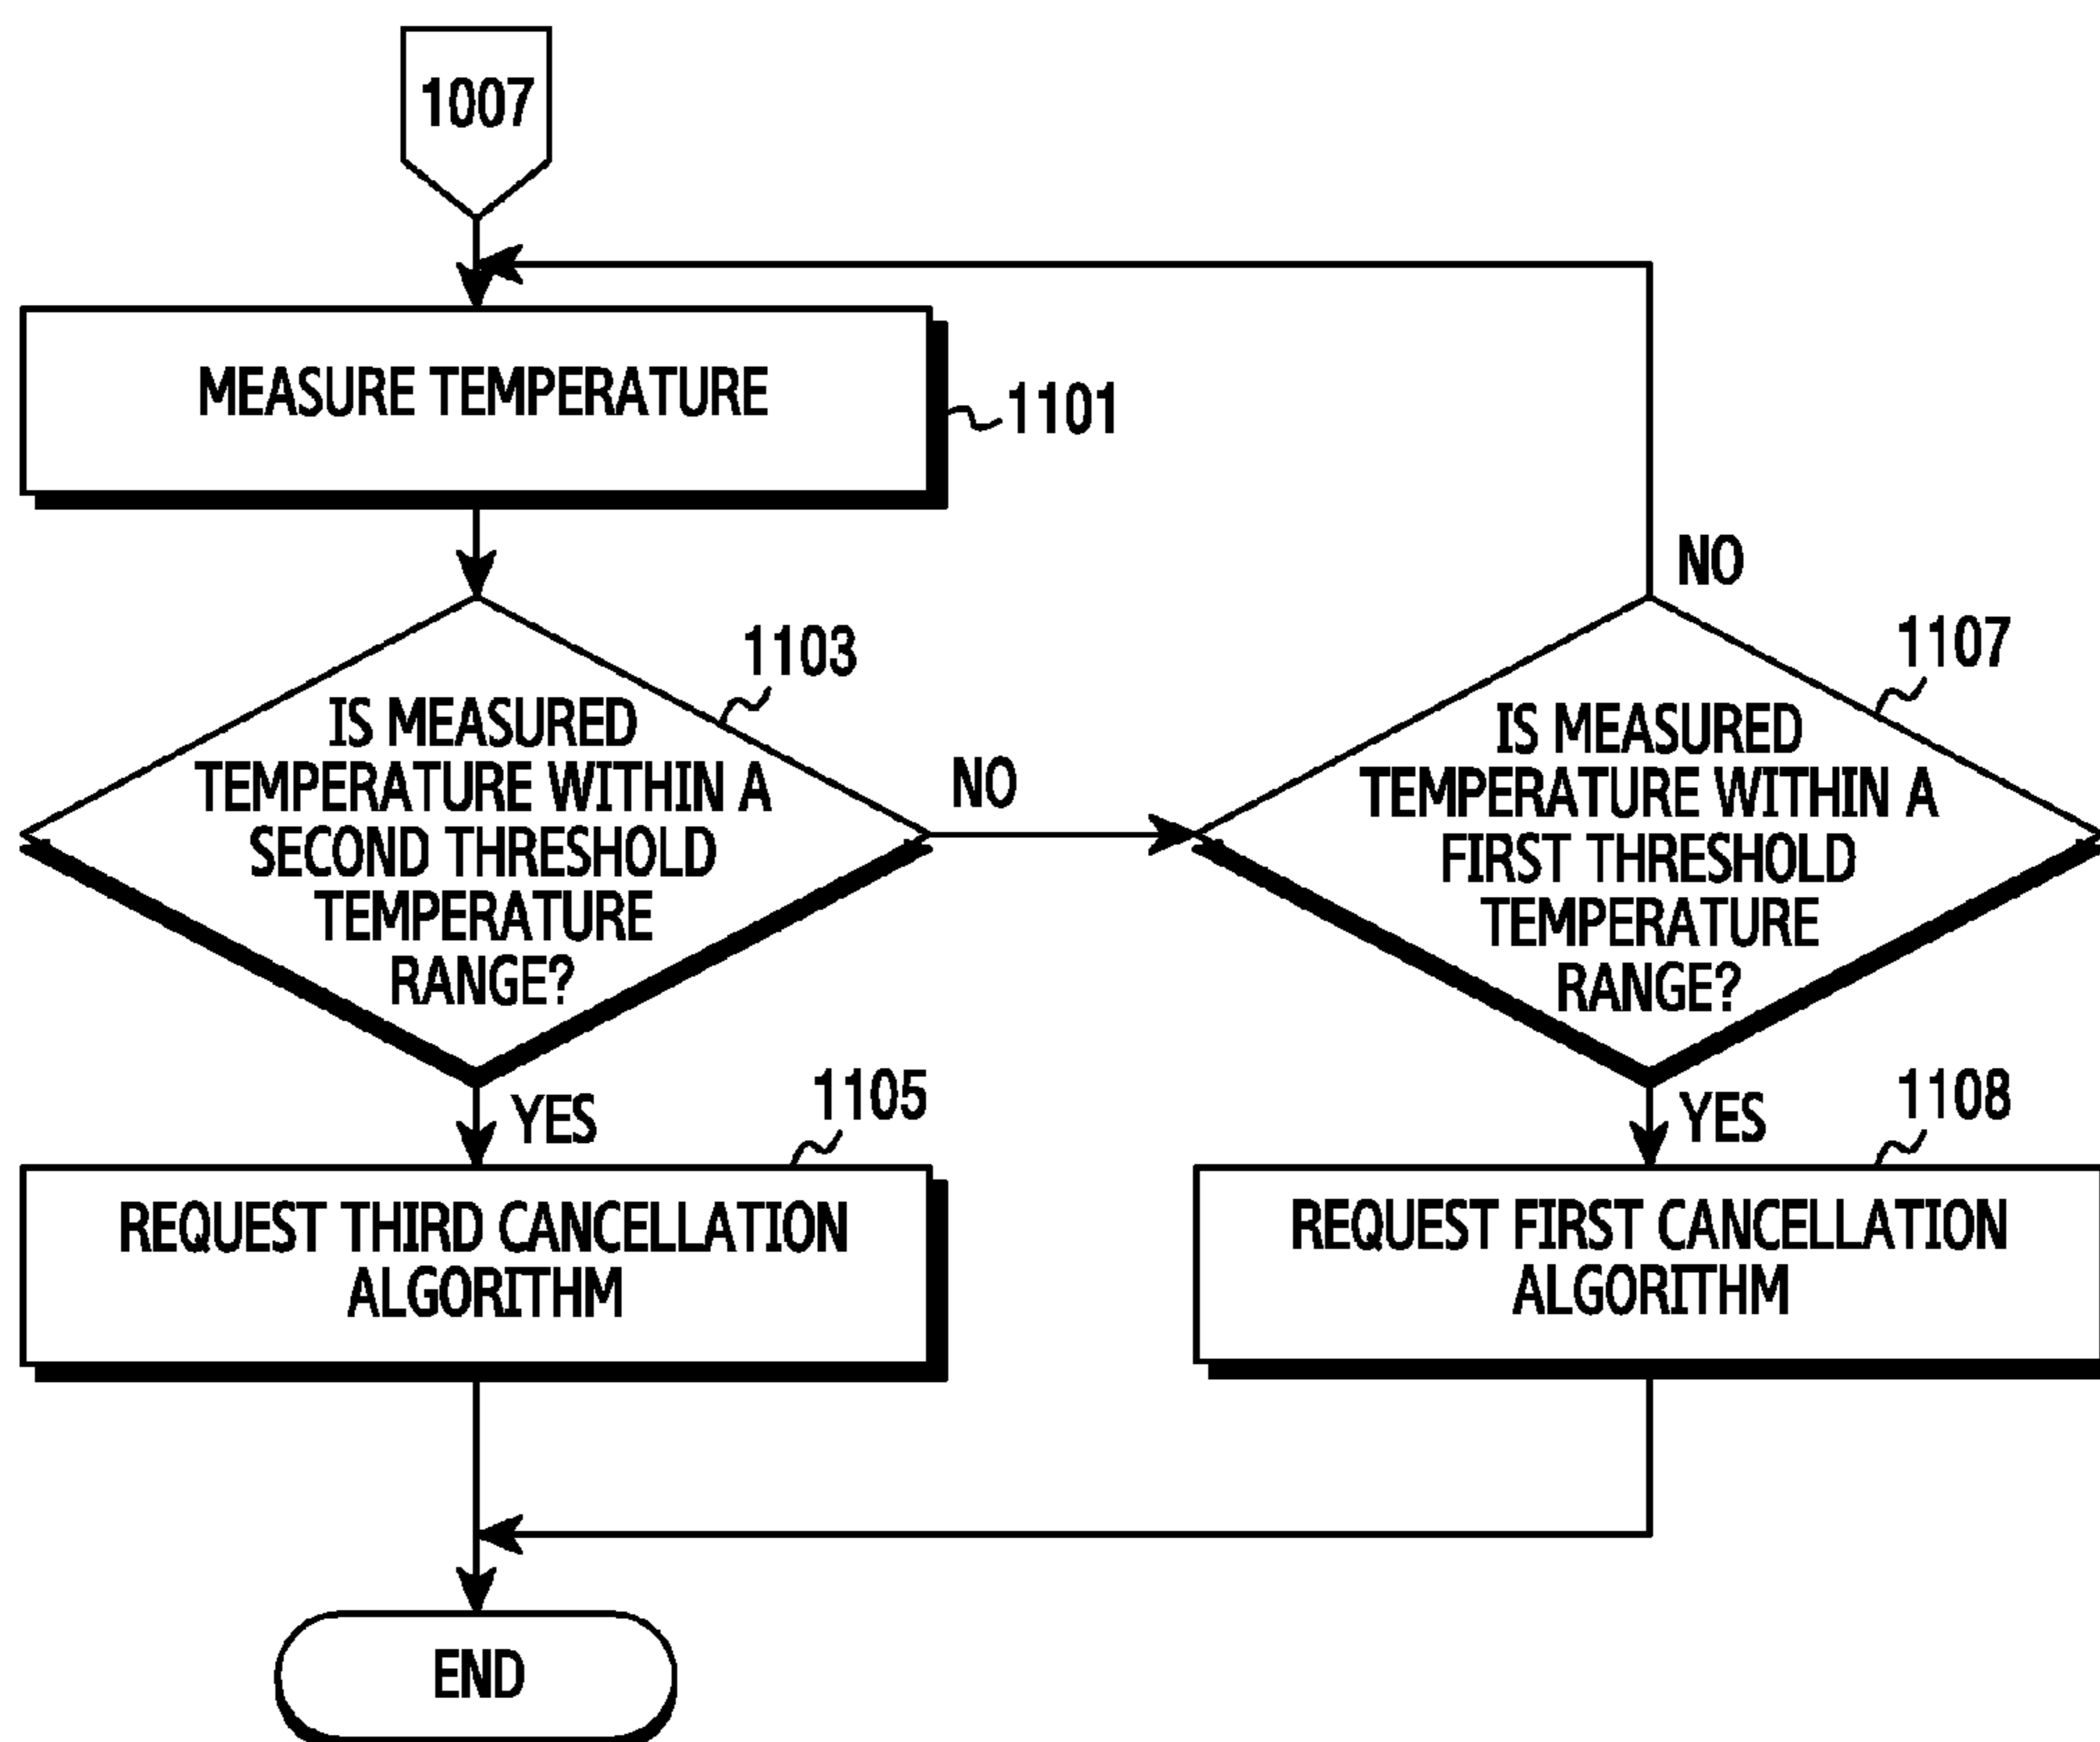 1007
MEASURE TEMPERATURE
1101
NO
1103
1107
IS MEASURED
TEMPERATURE WITHIN A
SECOND THRESHOLD
TEMPERATURE
RANGE?
NO
IS MEASURED
TEMPERATURE WITHIN A
FIRST THRESHOLD
TEMPERATURE
RANGE?
YES
1105
YES
1108
REQUEST THIRD CANCELLATION
ALGORITHM
REQUEST FIRST CANCELLATION
ALGORITHM
END